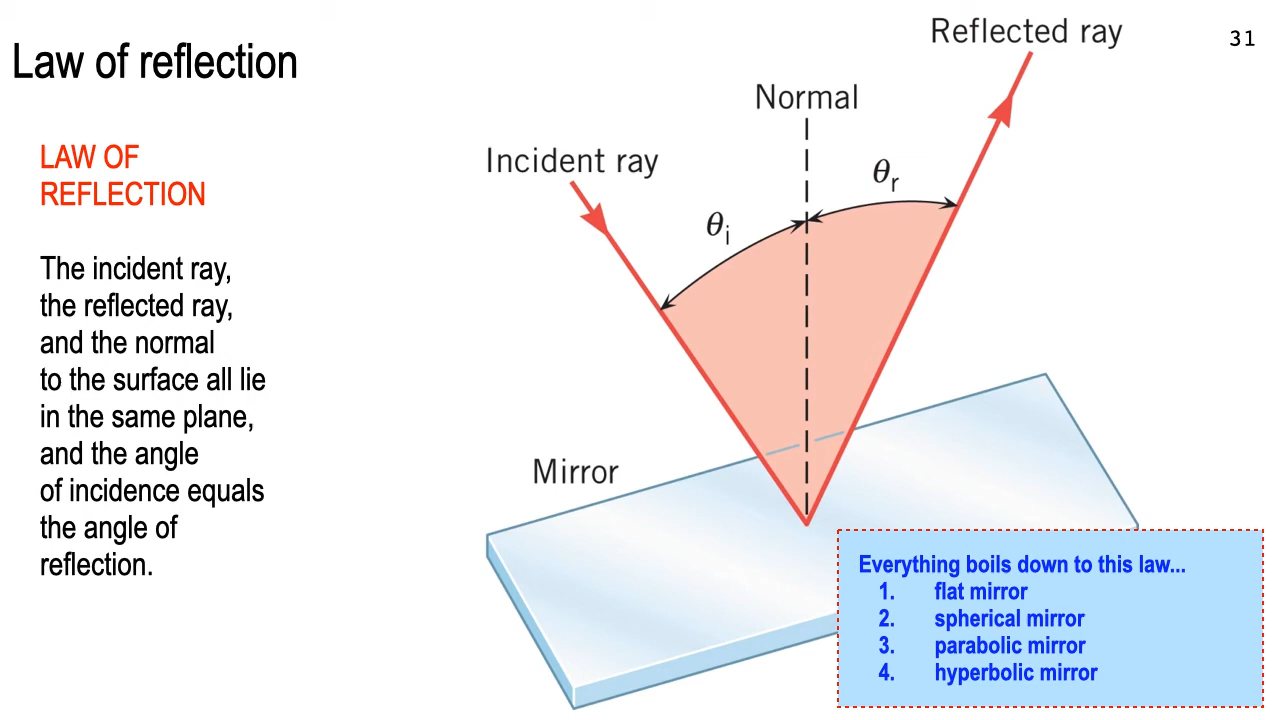 Law of reflection
31
LAW OF
REFLECTION
The incident ray,
the reflected ray,
and the normal
to the surface all lie
in the same plane,
and the angle
of incidence equals
the angle of
reflection.
Reflected ray
Normal
Incident ray
θr
θi
Mirror
Everything boils down to this law...
1. flat mirror
2. spherical mirror
3. parabolic mirror
4. hyperbolic mirror